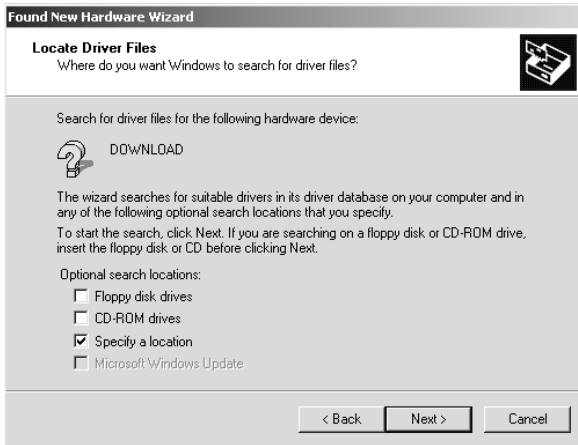 Found New Hardware Wizard
Locate Driver Files
Where do you want Windows to search for driver files?
Search for driver files for the following hardware device:
DOWNLOAD
The wizard searches for suitable drivers in its driver database on your computer and in
any of the following optional search locations that you specify.
To start the search, click Next. If you are searching on a floppy disk or CD-ROM drive,
insert the floppy disk or CD before clicking Next.
Optional search locations:
Floppy disk drives
CD-ROM drives
Specify a location
Microsoft Windows Update
< Back Next > Cancel